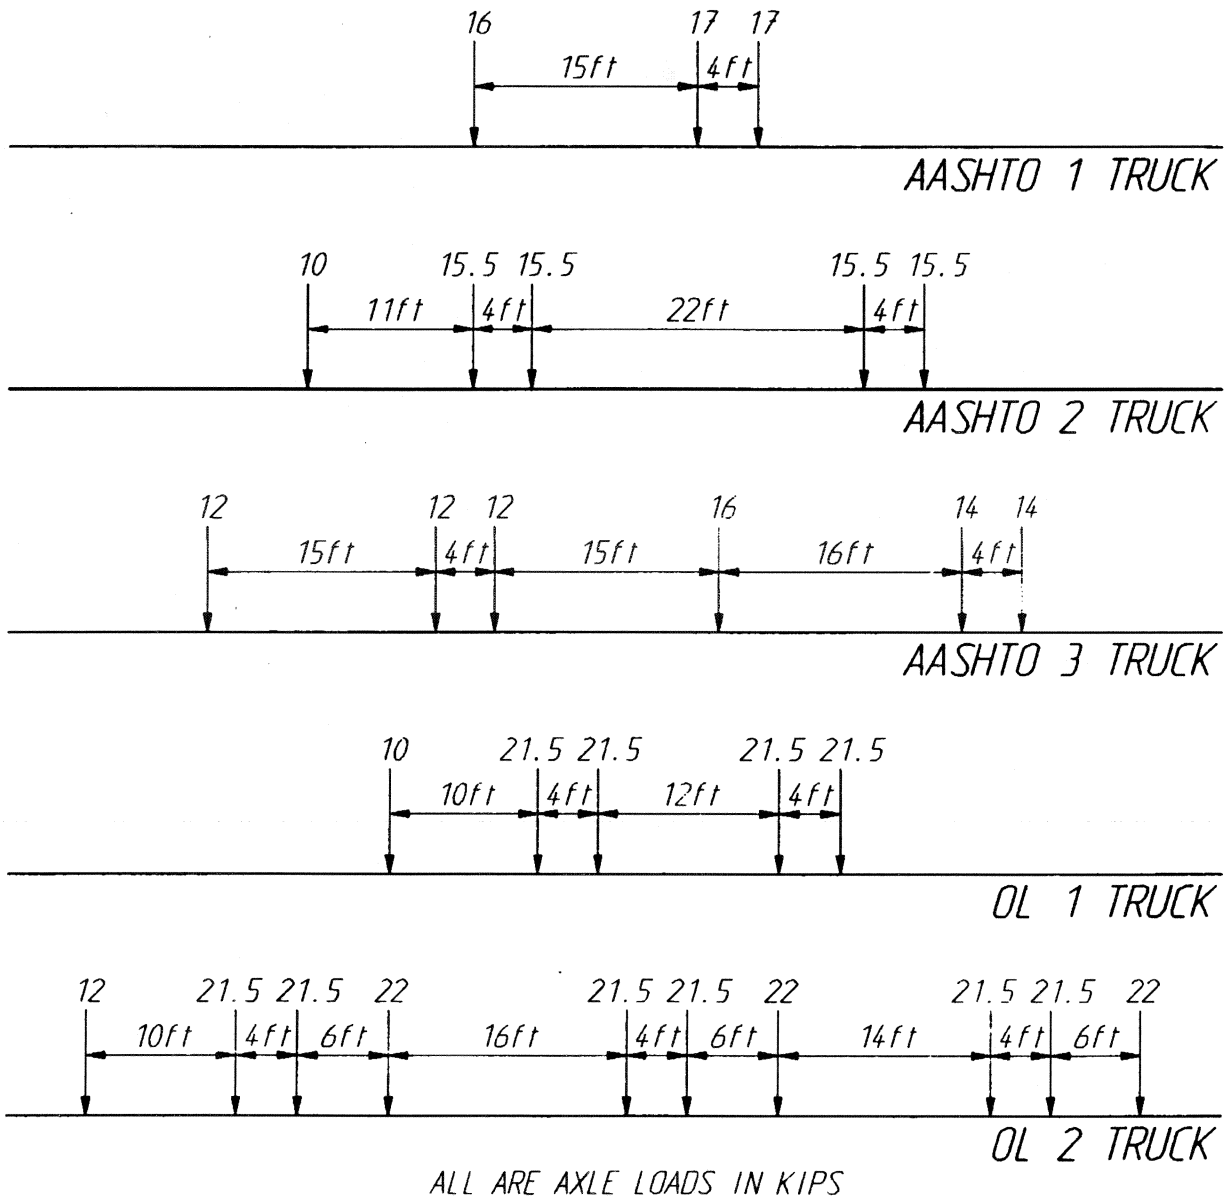 16 17 17
15ft 4ft
AASHTO 1 TRUCK
10 15.5 15.5 15.5 15.5
11ft 4ft 22ft 4ft
AASHTO 2 TRUCK
12 12 12 16 14 14
15ft 4ft 15ft 16ft 4ft
AASHTO 3 TRUCK
10 21.5 21.5 21.5 21.5
10ft 4ft 12ft 4ft
OL 1 TRUCK
12 21.5 21.5 22 21.5 21.5 22 21.5 21.5 22
10ft 4ft 6ft 16ft 4ft 6ft 14ft 4ft 6ft
OL 2 TRUCK
ALL ARE AXLE LOADS IN KIPS